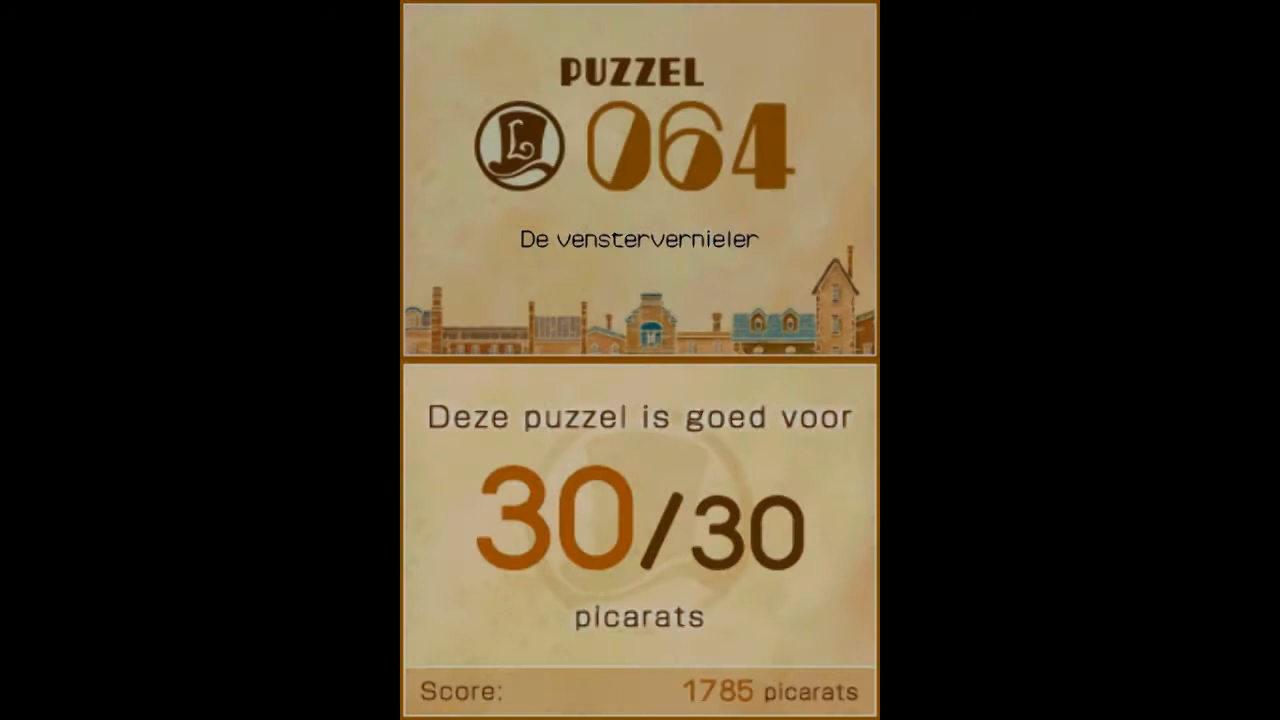 PUZZEL
L 064
De venstervernieler
Deze puzzel is goed voor
30/30
picarats
Score: 1785 picarats